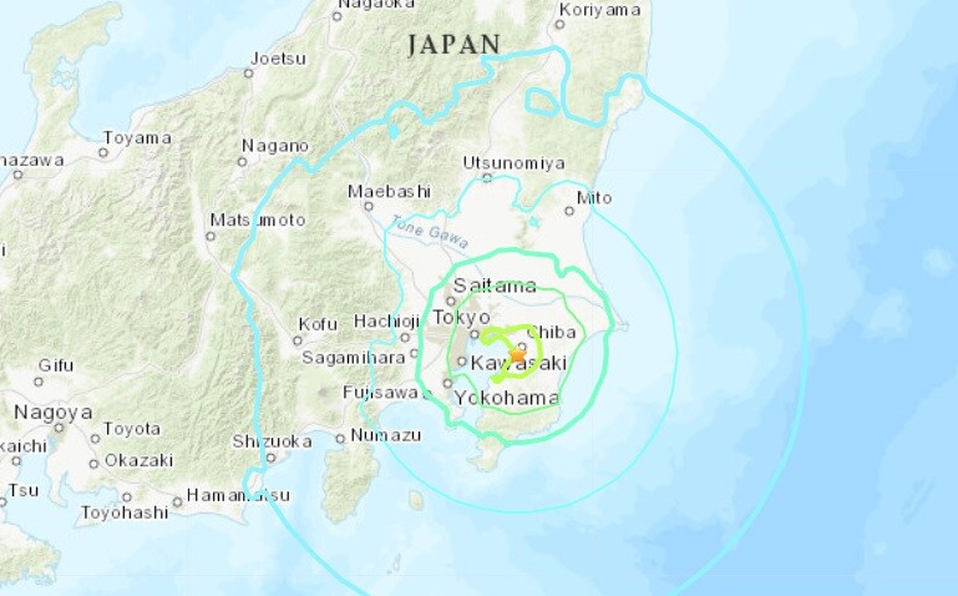 Nagaoka
Koriyama
JAPAN
Joetsu
Toyama
Nagano
nazawa
Utsunomiya
Maebashi
Mito
Matsumoto
Tone Gawa
i
Saitama
Tokyo
Kofu
Hachioji
Chiba
Sagamihara
Kawasaki
Gifu
Fujisawa
Yokohama
Nagoya
Toyota
Shizuoka
Numazu
kaichi
Okazaki
Tsu
Hamamatsu
Toyohashi